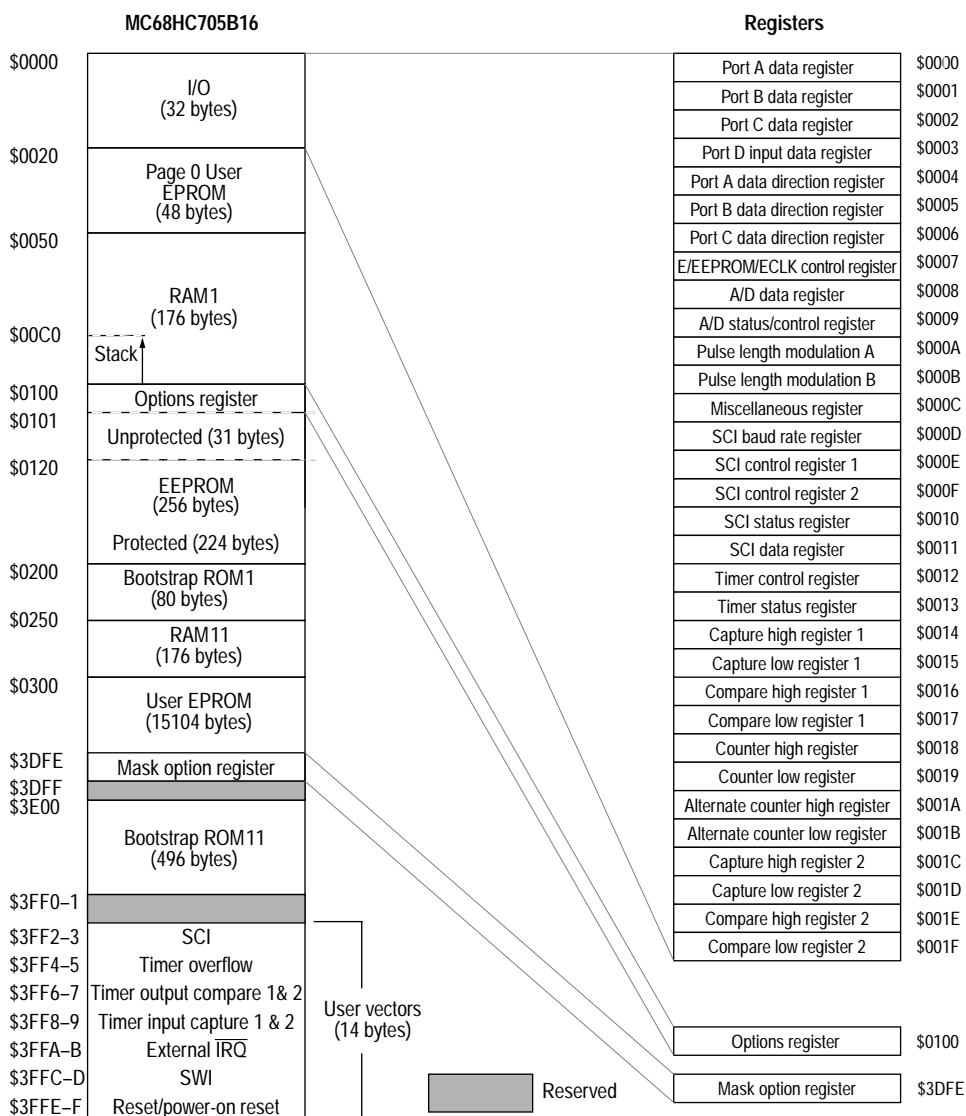 MC68HC705B16
Registers
$0000
I/O
(32 bytes)
$0020
Page 0 User
EPROM
(48 bytes)
$0050
RAM1
(176 bytes)
$00C0
Stack
$0100
Options register
$0101
Unprotected (31 bytes)
$0120
EEPROM
(256 bytes)
Protected (224 bytes)
$0200
Bootstrap ROM1
(80 bytes)
$0250
RAM11
(176 bytes)
$0300
User EPROM
(15104 bytes)
$3DFE
Mask option register
$3DFF
$3E00
Bootstrap ROM11
(496 bytes)
$3FF0–1
$3FF2–3 SCI
$3FF4–5 Timer overflow
$3FF6–7 Timer output compare 1& 2
$3FF8–9 Timer input capture 1 & 2
$3FFA–B External IRQ
$3FFC–D SWI
$3FFE–F Reset/power-on reset
User vectors
(14 bytes)
Reserved
Port A data register $0000
Port B data register $0001
Port C data register $0002
Port D input data register $0003
Port A data direction register $0004
Port B data direction register $0005
Port C data direction register $0006
E/EEPROM/ECLK control register $0007
A/D data register $0008
A/D status/control register $0009
Pulse length modulation A $000A
Pulse length modulation B $000B
Miscellaneous register $000C
SCI baud rate register $000D
SCI control register 1 $000E
SCI control register 2 $000F
SCI status register $0010
SCI data register $0011
Timer control register $0012
Timer status register $0013
Capture high register 1 $0014
Capture low register 1 $0015
Compare high register 1 $0016
Compare low register 1 $0017
Counter high register $0018
Counter low register $0019
Alternate counter high register $001A
Alternate counter low register $001B
Capture high register 2 $001C
Capture low register 2 $001D
Compare high register 2 $001E
Compare low register 2 $001F
Options register $0100
Mask option register $3DFE